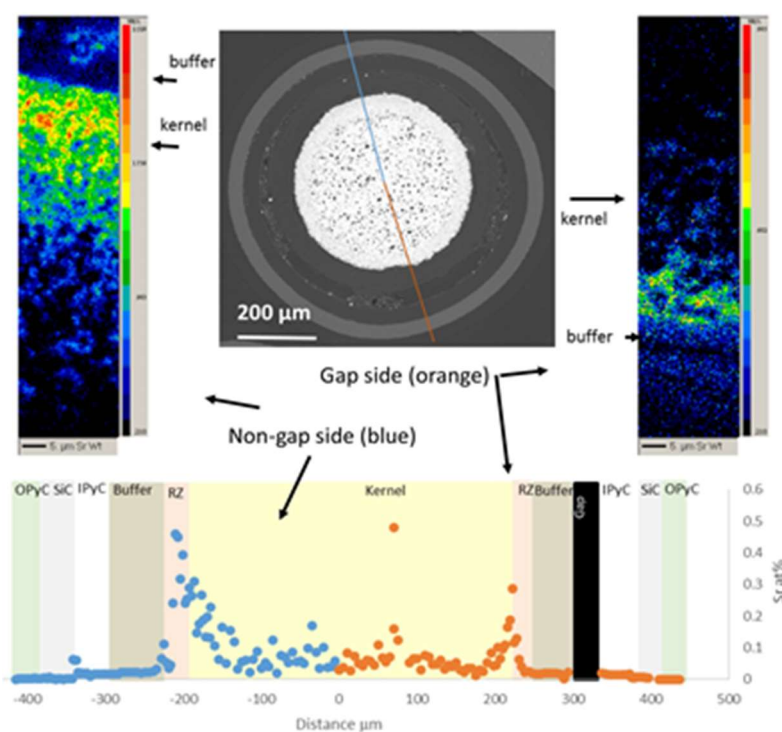 buffer
kernel
5 µm Sr Wt
200 µm
kernel
buffer
5 µm Sr Wt
Gap side (orange)
Non-gap side (blue)
OPyC SiC IPyC Buffer RZ Kernel RZ Buffer Gap IPyC SiC OPyC
0.6
0.5
0.4
0.3
0.2
0.1
0
Sr at%
-400 -300 -200 -100 0 100 200 300 400 500
Distance µm